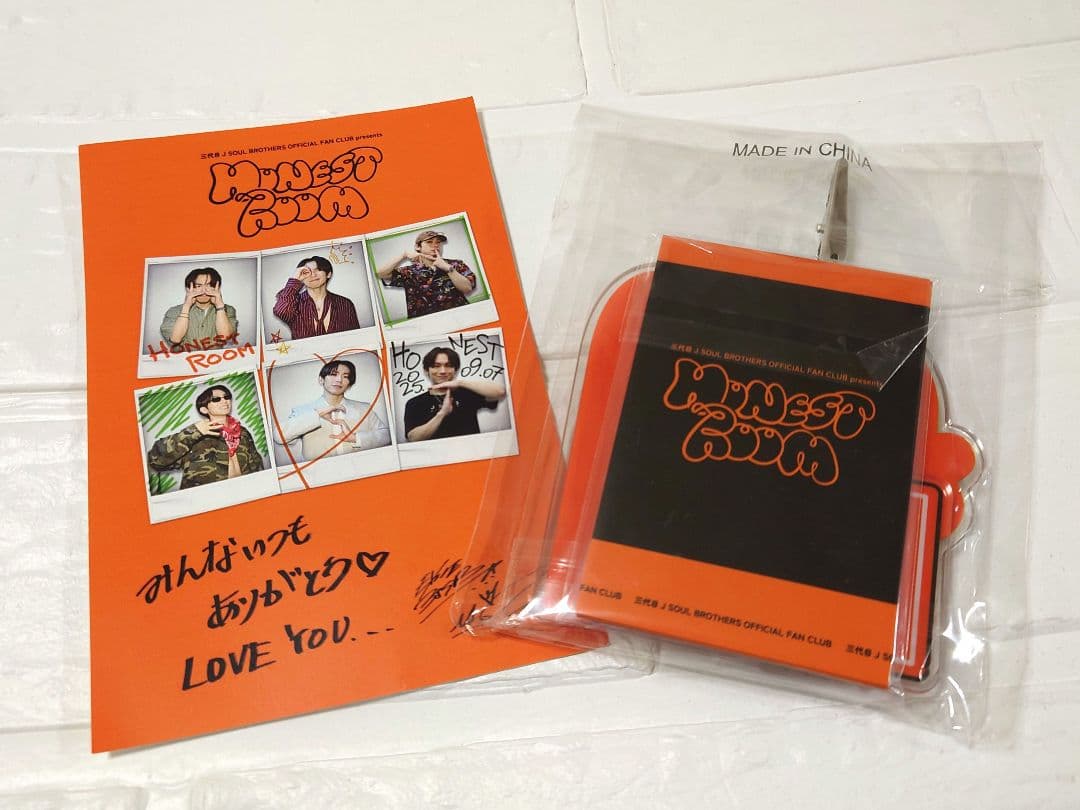 三代目 J SOUL BROTHERS OFFICIAL FAN CLUB presents
HONEST
ROOM
HONEST
ROOM
HONEST
2025
09.07
みんないつも
ありがとう♡
LOVE YOU...
MADE IN CHINA
三代目 J SOUL BROTHERS OFFICIAL FAN CLUB presents
HONEST
ROOM
FAN CLUB 三代目 J SOUL BROTHERS OFFICIAL FAN CLUB 三代目 J SOU